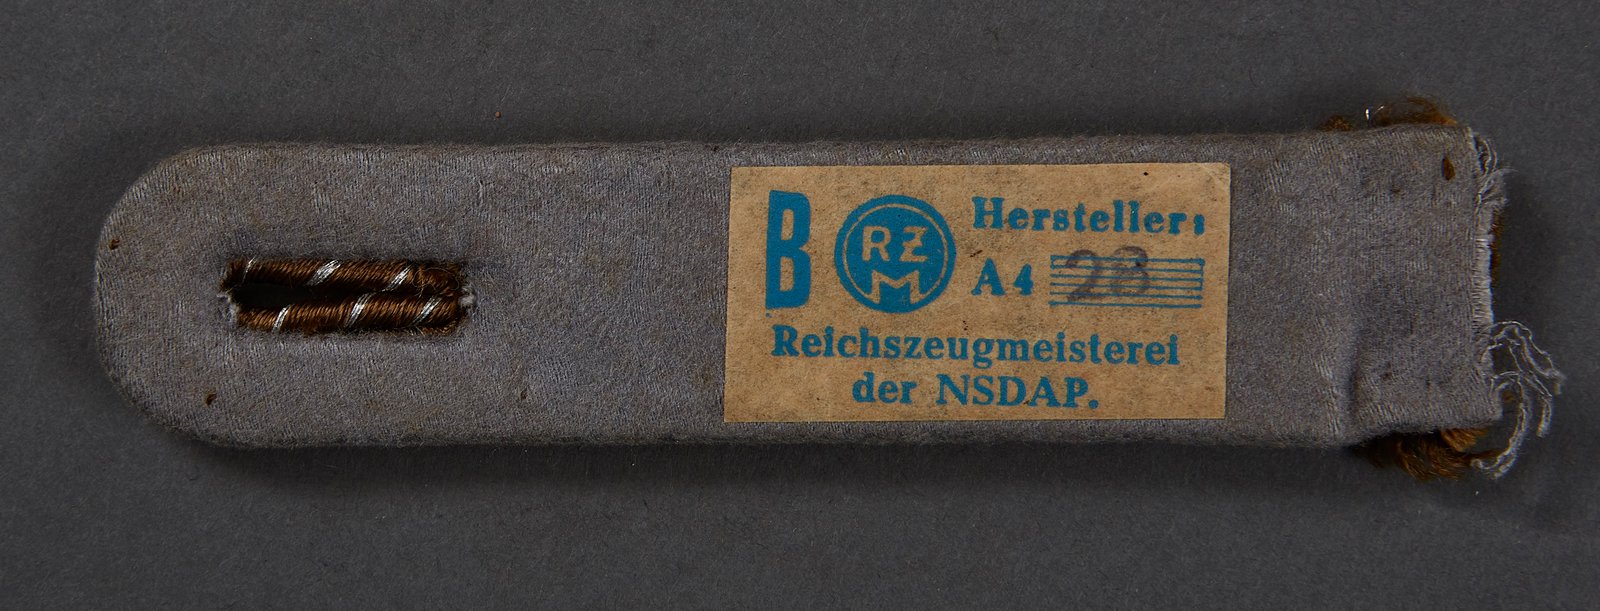 B RZM Hersteller:
A4 28
Reichszeugmeisterei
der NSDAP.